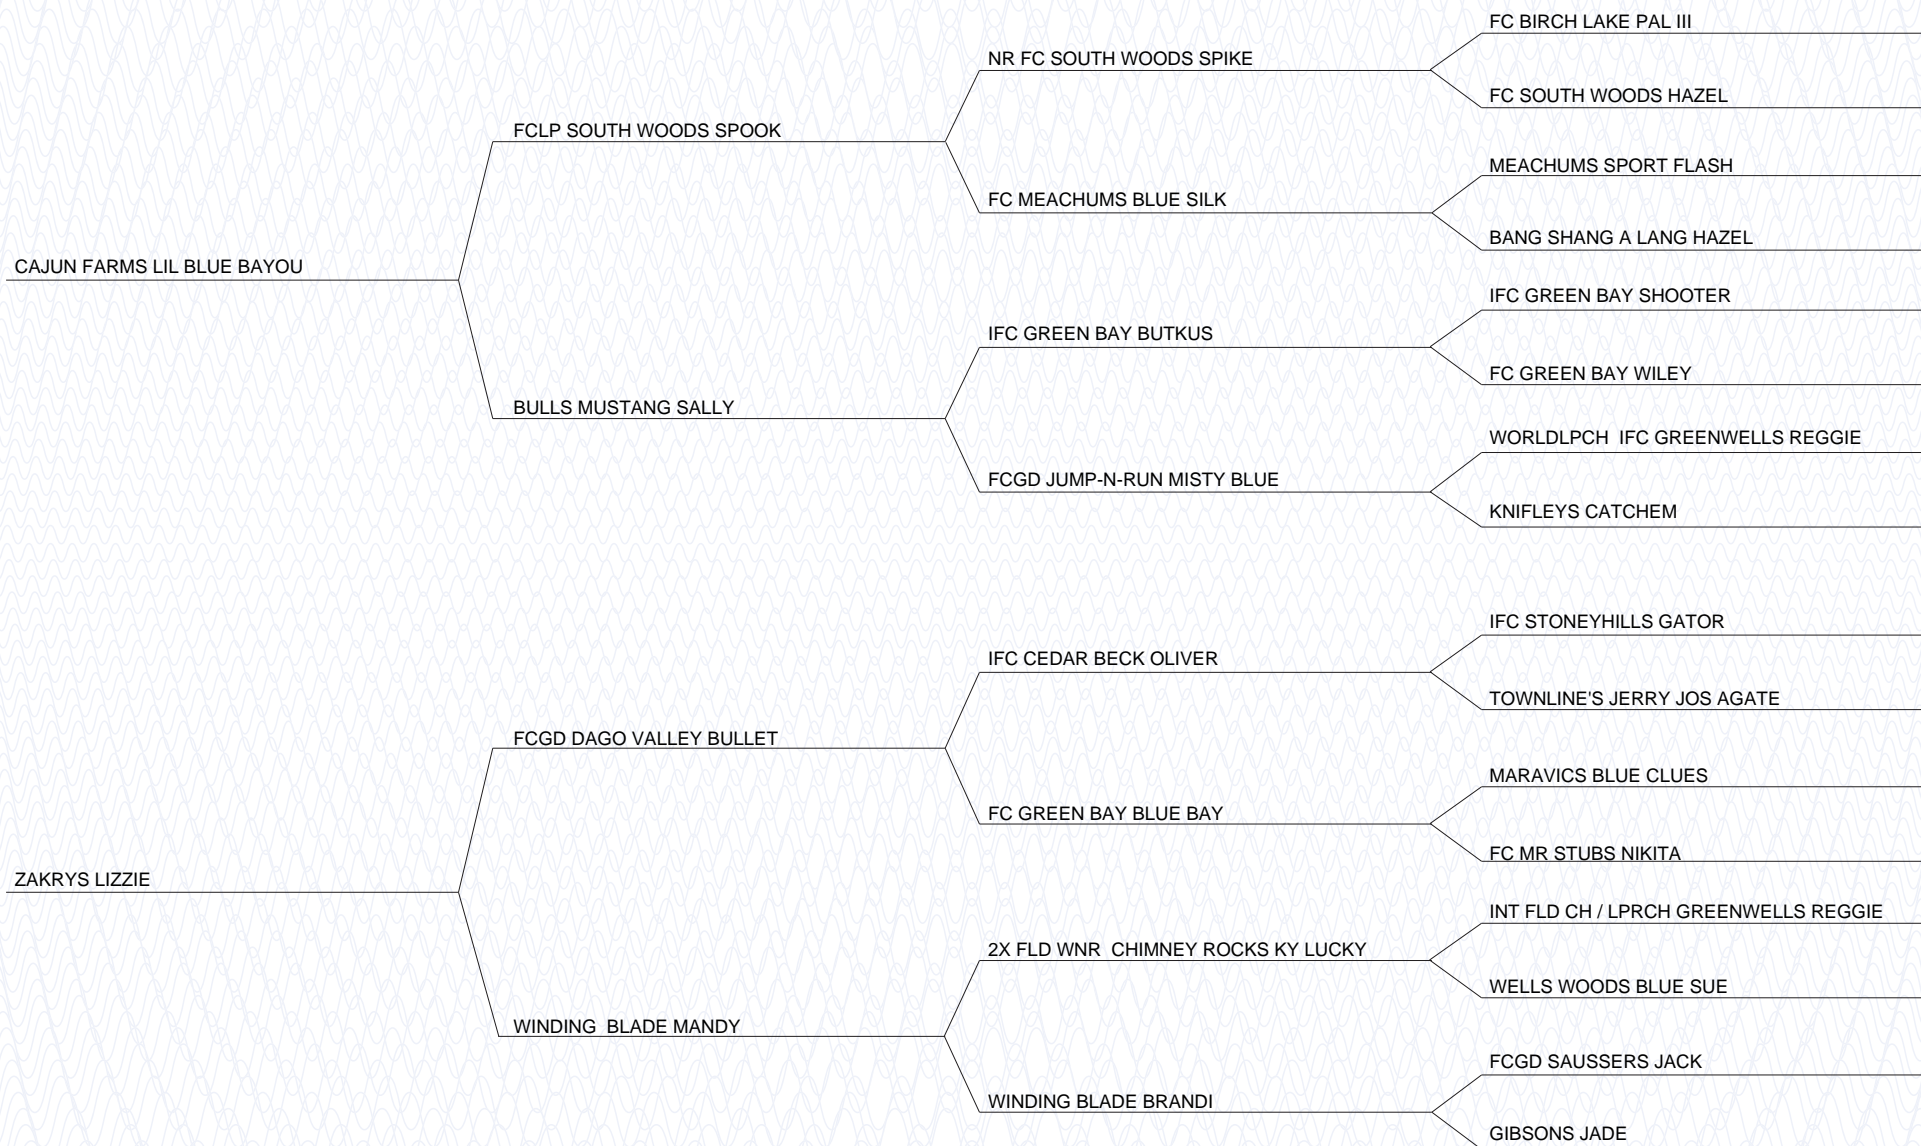 FC BIRCH LAKE PAL III
NR FC SOUTH WOODS SPIKE
FC SOUTH WOODS HAZEL
FCLP SOUTH WOODS SPOOK
MEACHUMS SPORT FLASH
FC MEACHUMS BLUE SILK
BANG SHANG A LANG HAZEL
CAJUN FARMS LIL BLUE BAYOU
IFC GREEN BAY SHOOTER
IFC GREEN BAY BUTKUS
FC GREEN BAY WILEY
BULLS MUSTANG SALLY
WORLDLPCH  IFC GREENWELLS REGGIE
FCGD JUMP-N-RUN MISTY BLUE
KNIFLEYS CATCHEM
IFC STONEYHILLS GATOR
IFC CEDAR BECK OLIVER
TOWNLINE'S JERRY JOS AGATE
FCGD DAGO VALLEY BULLET
MARAVICS BLUE CLUES
FC GREEN BAY BLUE BAY
FC MR STUBS NIKITA
ZAKRYS LIZZIE
INT FLD CH / LPRCH GREENWELLS REGGIE
2X FLD WNR  CHIMNEY ROCKS KY LUCKY
WELLS WOODS BLUE SUE
WINDING  BLADE MANDY
FCGD SAUSSERS JACK
WINDING BLADE BRANDI
GIBSONS JADE